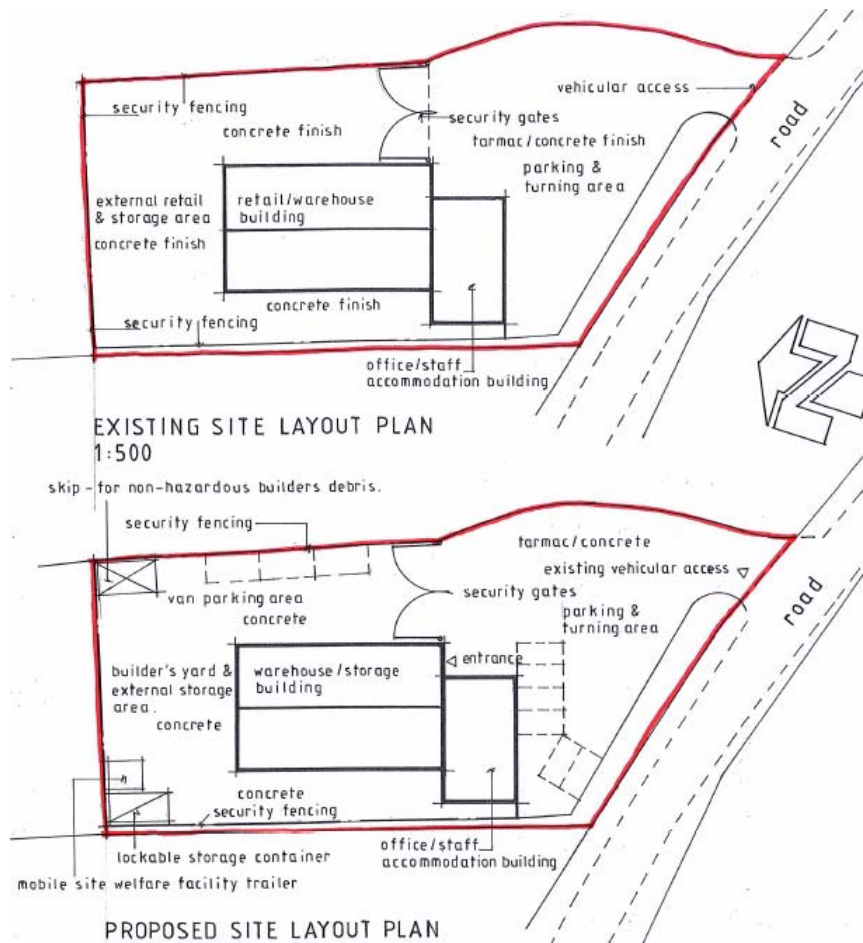 vehicular access
security fencing
security gates
road
concrete finish
tarmac/concrete finish
parking &
turning area
external retail
& storage area
retail/warehouse
building
concrete finish
concrete finish
security fencing
office/staff
accommodation building
EXISTING SITE LAYOUT PLAN
1:500
skip - for non-hazardous builders debris.
security fencing
tarmac/concrete
existing vehicular access
van parking area
security gates
concrete
parking &
turning area
road
entrance
builder's yard &
external storage
area.
warehouse/storage
building
concrete
concrete
security fencing
office/staff
accommodation building
lockable storage container
mobile site welfare facility trailer
PROPOSED SITE LAYOUT PLAN